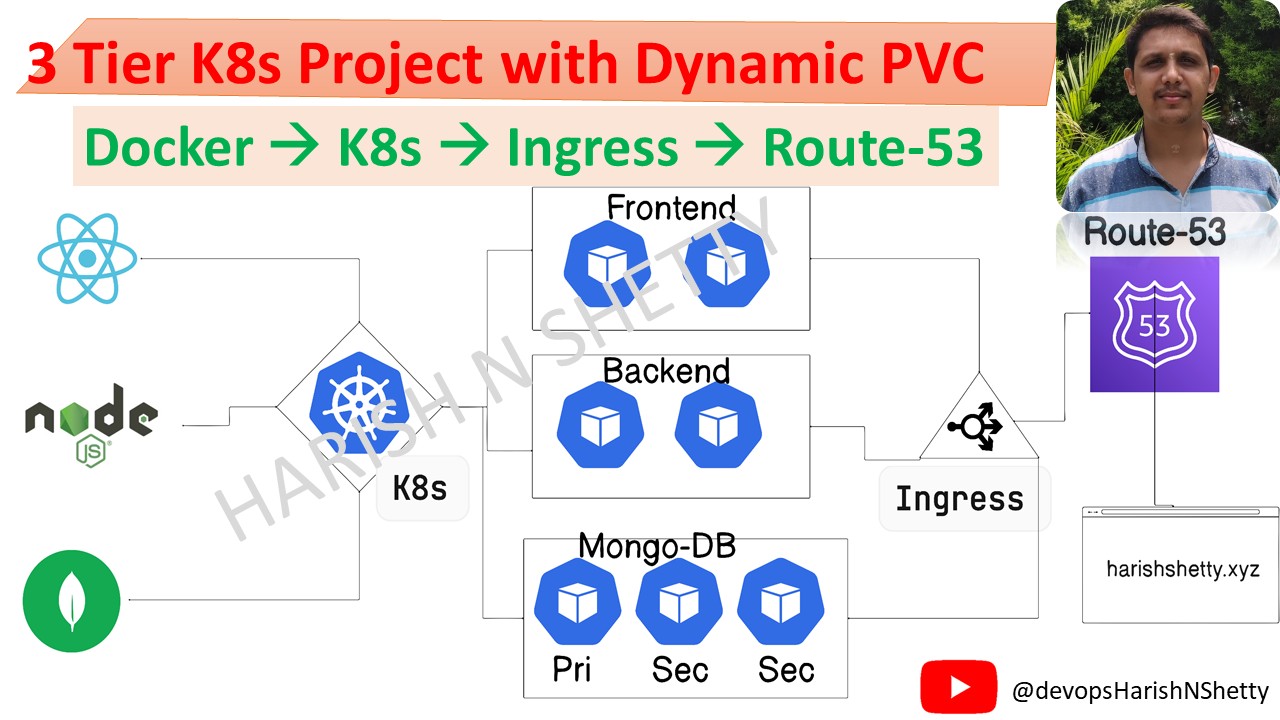 3 Tier K8s Project with Dynamic PVC
Docker → K8s → Ingress → Route-53
Route-53
53
Frontend
Backend
node
JS
K8s
Ingress
Mongo-DB
Pri Sec Sec
harishshetty.xyz
HARISH N SHETTY
@devopsHarishNShetty